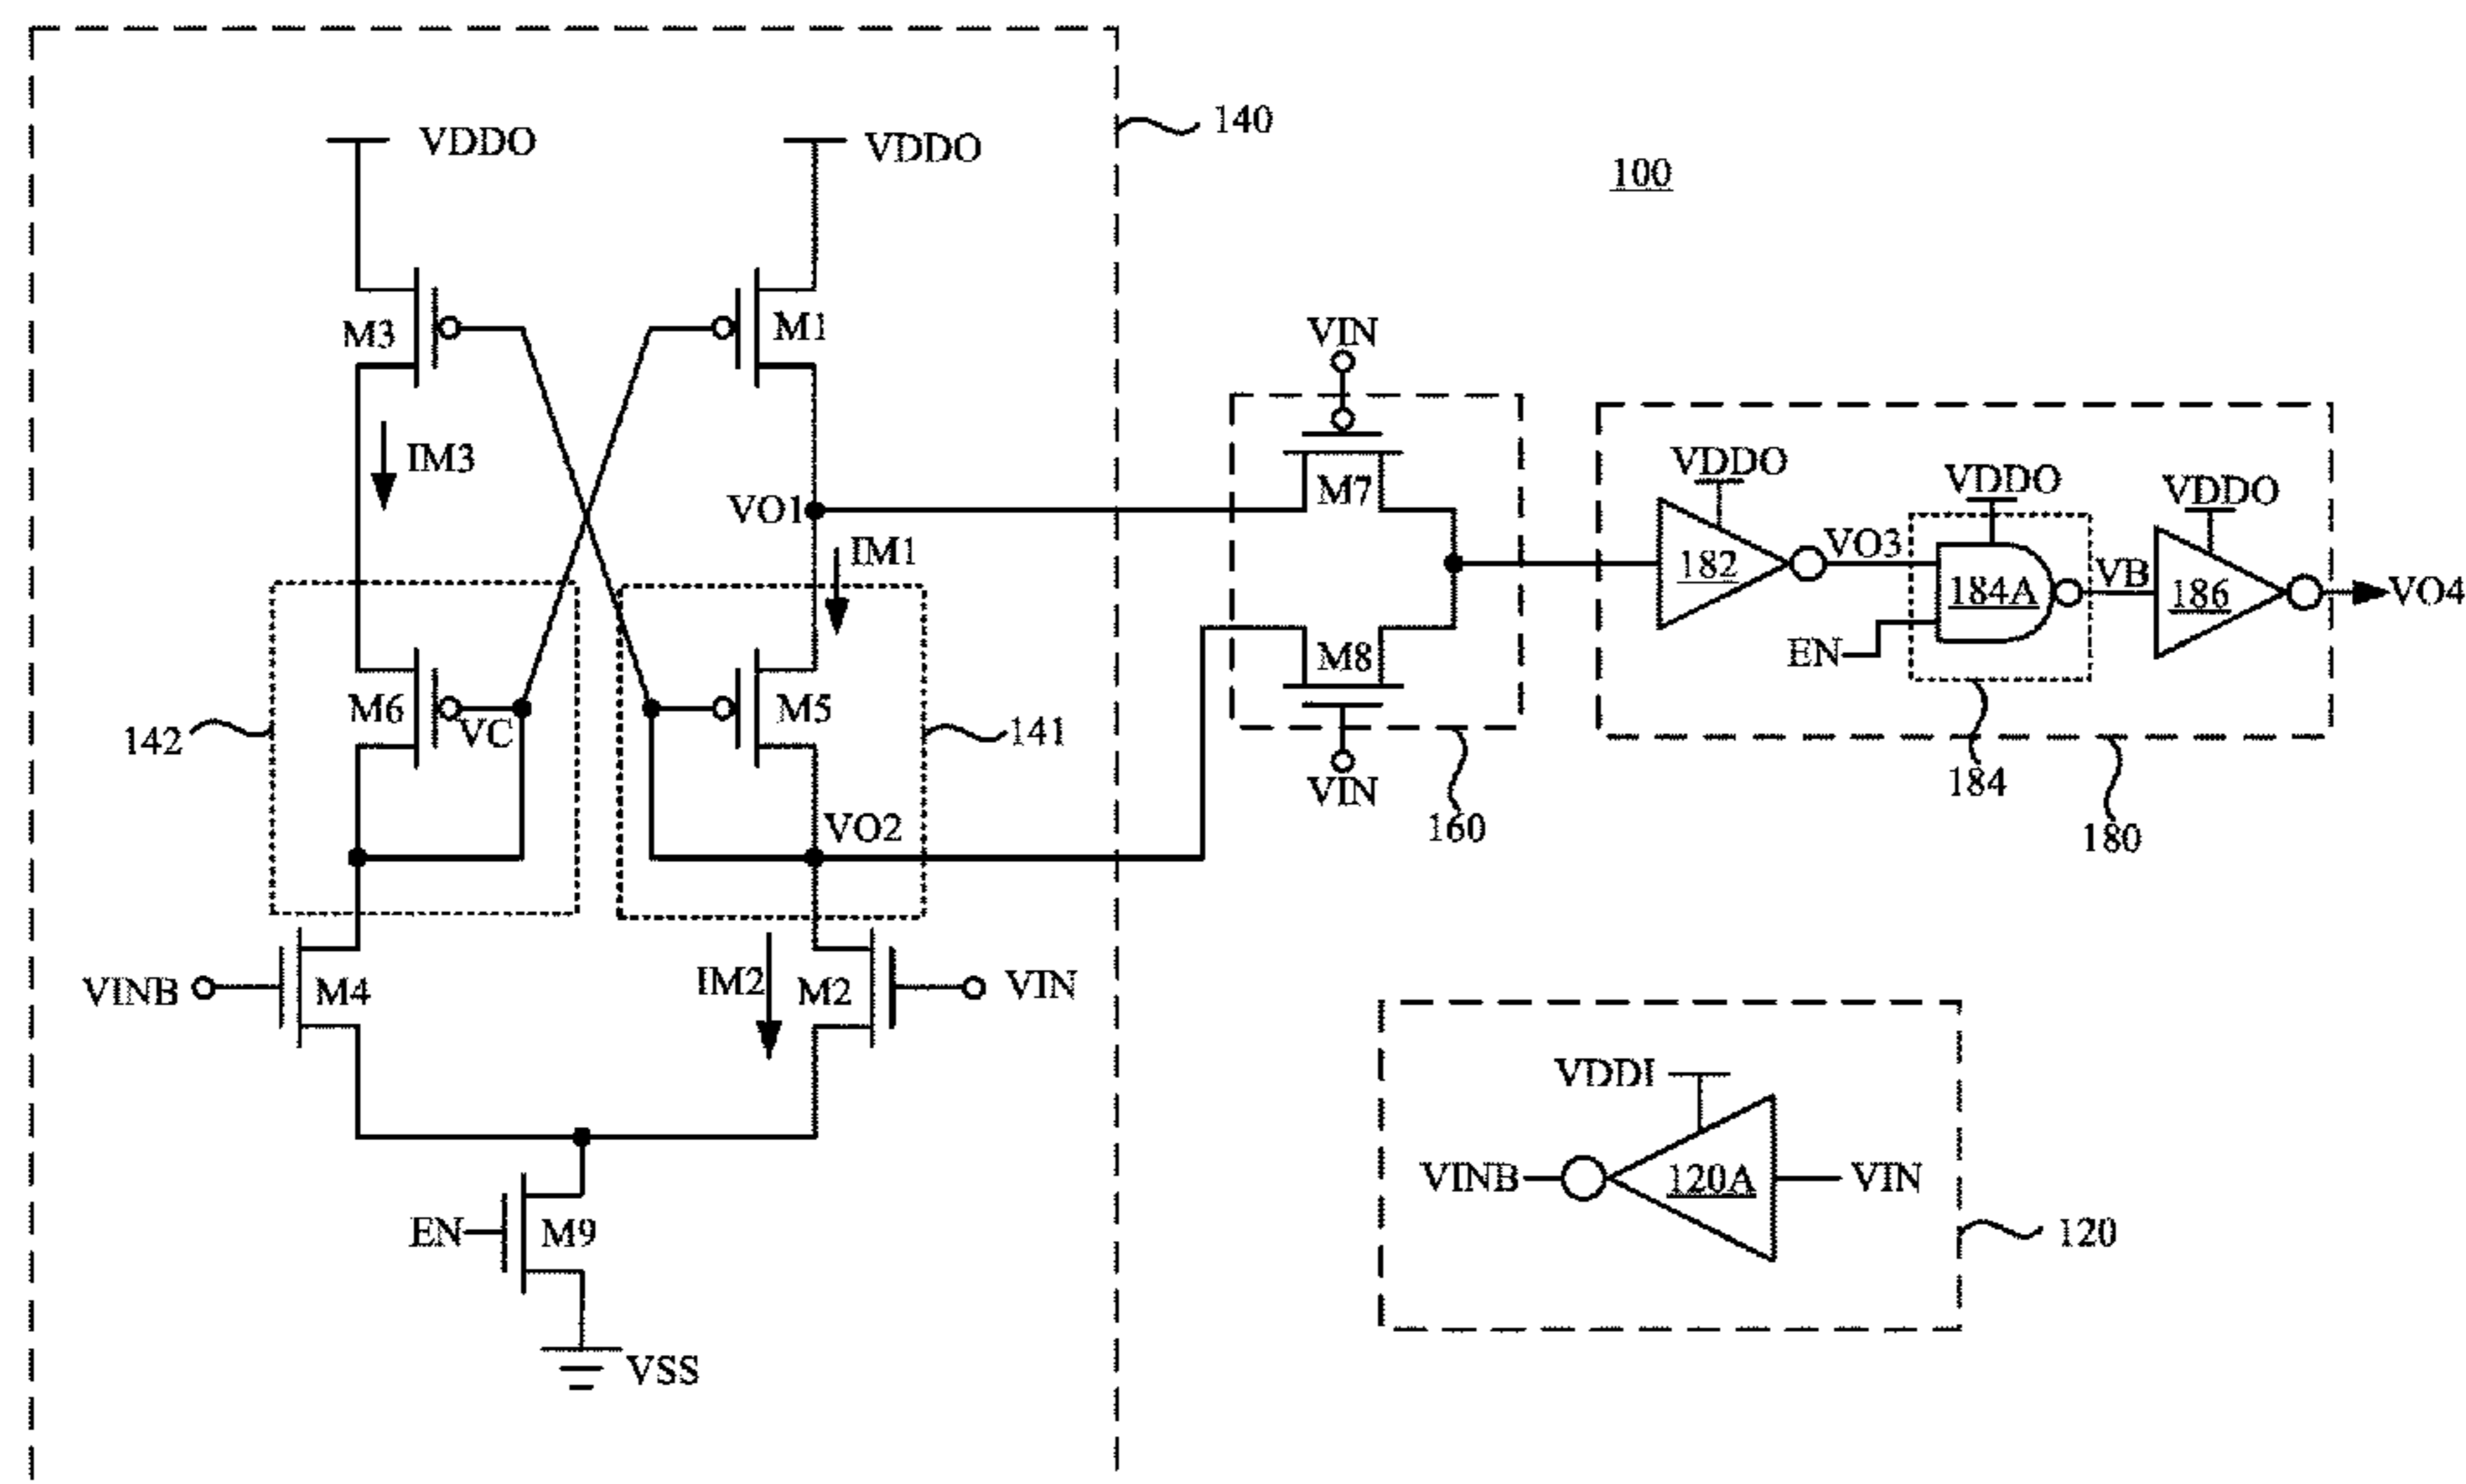 VDDO
VDDO
140
100
M3
M1
VIN
IM3
VO1
IM1
M7
VDDO
VDDO
VDDO
182
VO3
184A
VB
186
VO4
EN
M8
142
M6
VC
M5
141
VIN
160
184
180
VO2
VINB
M4
IM2
M2
VIN
VDDI
VINB
120A
VIN
120
EN
M9
VSS